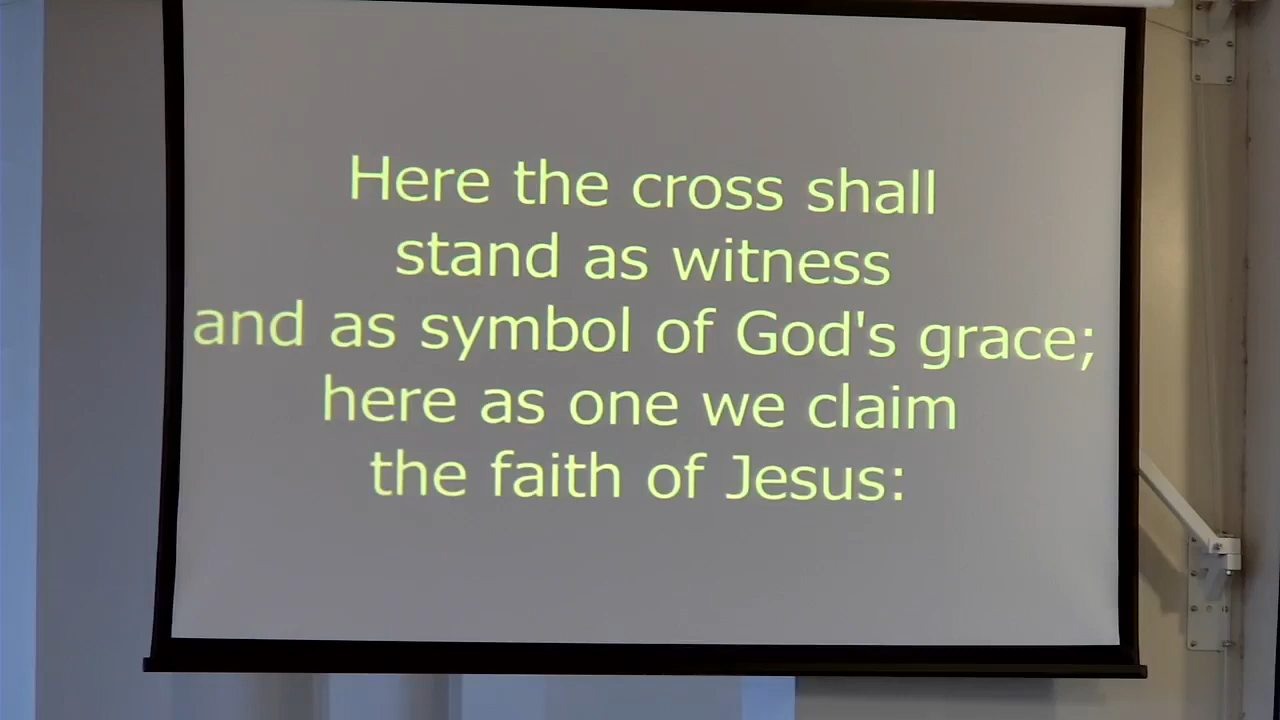 Here the cross shall
stand as witness
and as symbol of God's grace;
here as one we claim
the faith of Jesus: